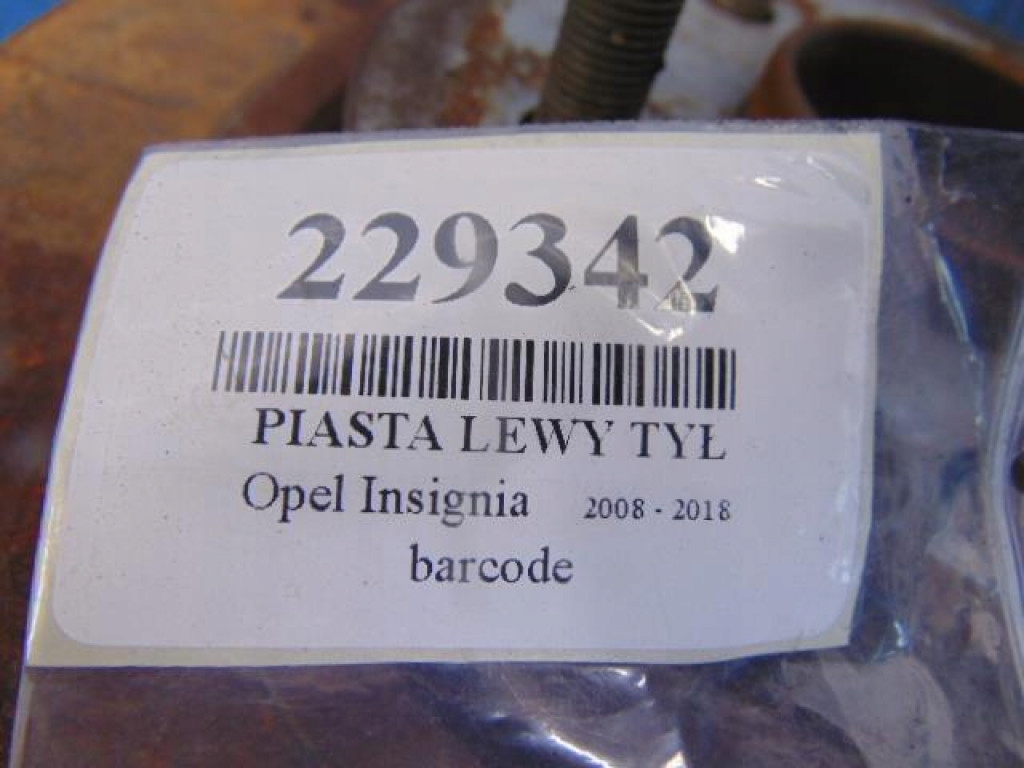 229342
PIASTA LEWY TYŁ
Opel Insignia 2008 - 2018
barcode